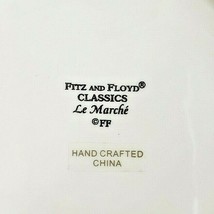 FITZ AND FLOYD®
CLASSICS
Le Marché
©FF
HAND CRAFTED
CHINA